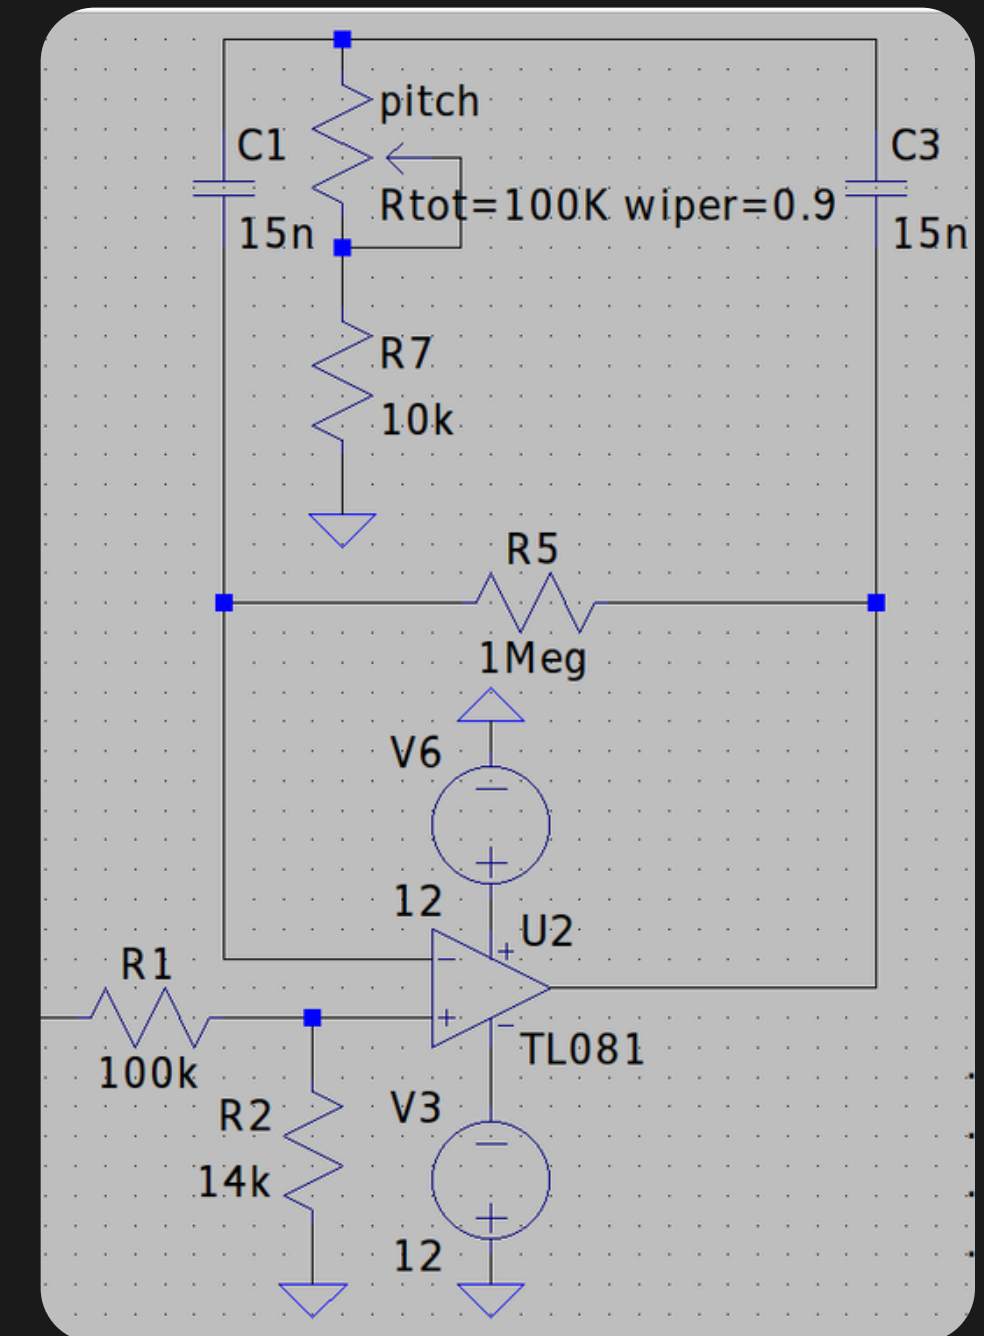 pitch
C1
C3
Rtot=100K wiper=0.9
15n
15n
R7
10k
R5
1Meg
V6
12
U2
R1
TL081
100k
V3
R2
14k
12